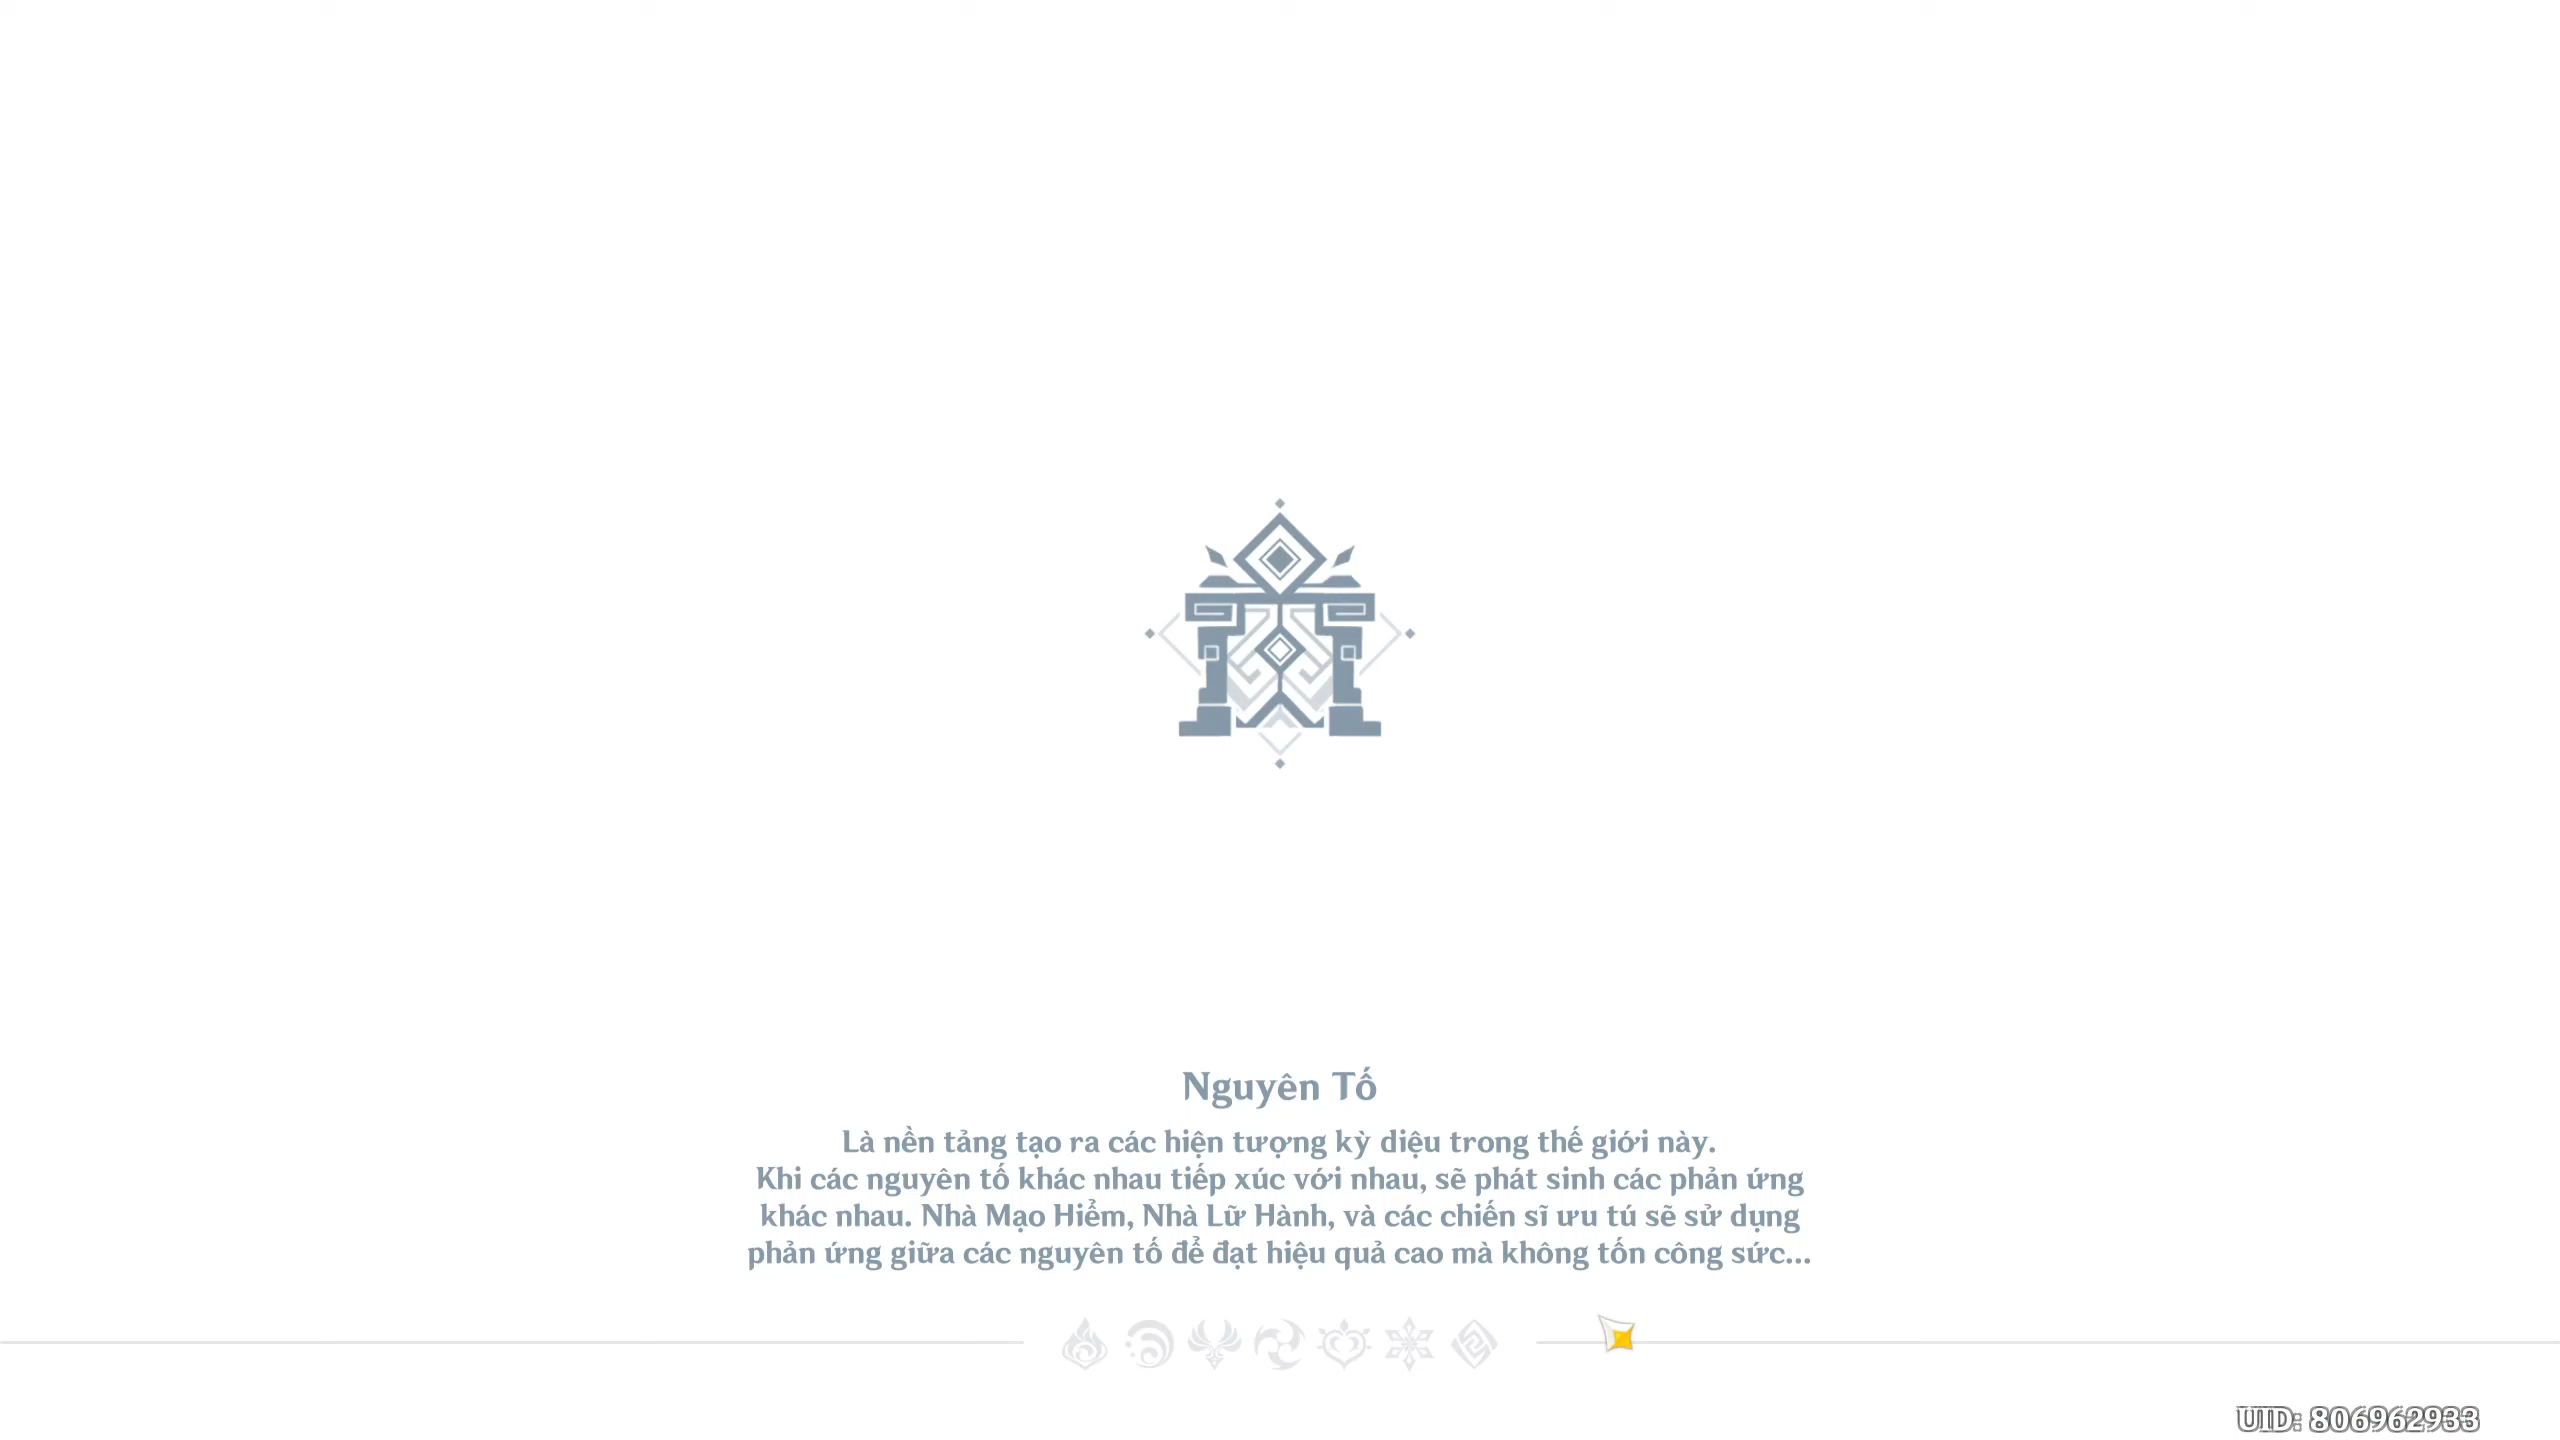 Nguyên Tố
Là nền tảng tạo ra các hiện tượng kỳ diệu trong thế giới này.
Khi các nguyên tố khác nhau tiếp xúc với nhau, sẽ phát sinh các phản ứng
khác nhau. Nhà Mạo Hiểm, Nhà Lữ Hành, và các chiến sĩ ưu tú sẽ sử dụng
phản ứng giữa các nguyên tố để đạt hiệu quả cao mà không tốn công sức...
UID: 806962933